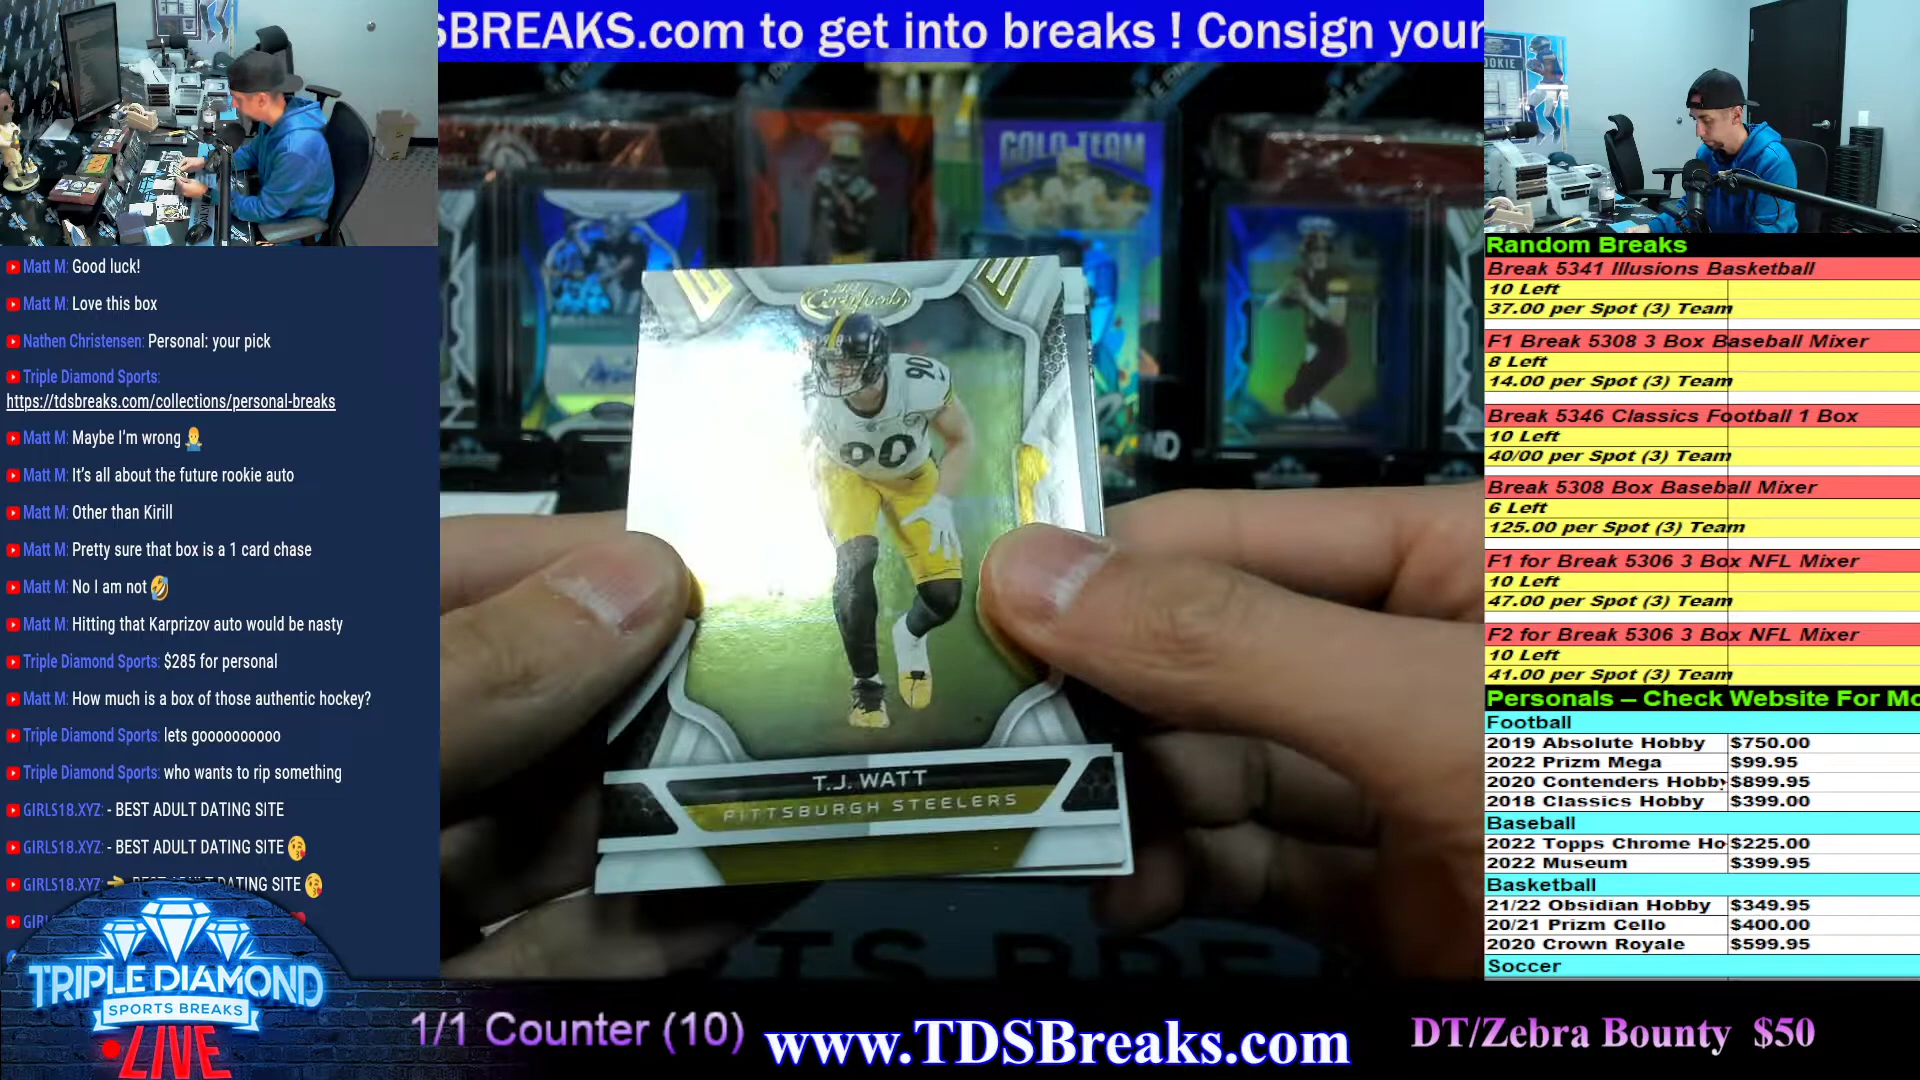 SBREAKS.com to get into breaks ! Consign your
OOKIE
GOLD TEAM
Certified
90
90
T.J. WATT
PITTSBURGH STEELERS
Matt M: Good luck!
Matt M: Love this box
Nathen Christensen: Personal: your pick
Triple Diamond Sports:
https://tdsbreaks.com/collections/personal-breaks
Matt M: Maybe I'm wrong 🤷
Matt M: It's all about the future rookie auto
Matt M: Other than Kirill
Matt M: Pretty sure that box is a 1 card chase
Matt M: No I am not 🤣
Matt M: Hitting that Karprizov auto would be nasty
Triple Diamond Sports: $285 for personal
Matt M: How much is a box of those authentic hockey?
Triple Diamond Sports: lets goooooooooo
Triple Diamond Sports: who wants to rip something
GIRLS18.XYZ: - BEST ADULT DATING SITE
GIRLS18.XYZ: - BEST ADULT DATING SITE 😘
GIRLS18.XYZ: DATING SITE 😘
TRIPLE DIAMOND
SPORTS BREAKS
LIVE
Random Breaks
Break 5341 Illusions Basketball
10 Left
37.00 per Spot (3) Team
F1 Break 5308 3 Box Baseball Mixer
8 Left
14.00 per Spot (3) Team
Break 5346 Classics Football 1 Box
10 Left
40/00 per Spot (3) Team
Break 5308 Box Baseball Mixer
6 Left
125.00 per Spot (3) Team
F1 for Break 5306 3 Box NFL Mixer
10 Left
47.00 per Spot (3) Team
F2 for Break 5306 3 Box NFL Mixer
10 Left
41.00 per Spot (3) Team
Personals – Check Website For Mo
Football
2019 Absolute Hobby $750.00
2022 Prizm Mega $99.95
2020 Contenders Hobby $899.95
2018 Classics Hobby $399.00
Baseball
2022 Topps Chrome Ho $225.00
2022 Museum $399.95
Basketball
21/22 Obsidian Hobby $349.95
20/21 Prizm Cello $400.00
2020 Crown Royale $599.95
Soccer
1/1 Counter (10)
www.TDSBreaks.com
DT/Zebra Bounty $50